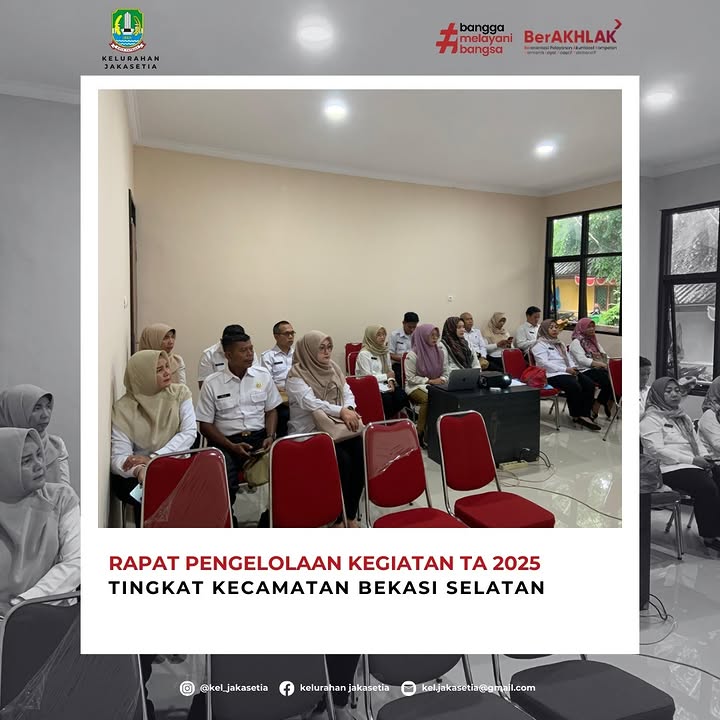 KELURAHAN
JAKASETIA
#bangga
melayani
bangsa
BerAKHLAK
RAPAT PENGELOLAAN KEGIATAN TA 2025
TINGKAT KECAMATAN BEKASI SELATAN
@kel_jakasetia
kelurahan jakasetia
kel.jakasetia@gmail.com